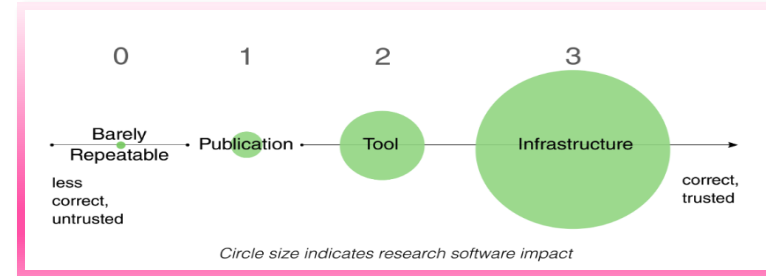 0 1 2 3
Barely
Repeatable
Publication
Tool
Infrastructure
less
correct,
untrusted
correct,
trusted
Circle size indicates research software impact